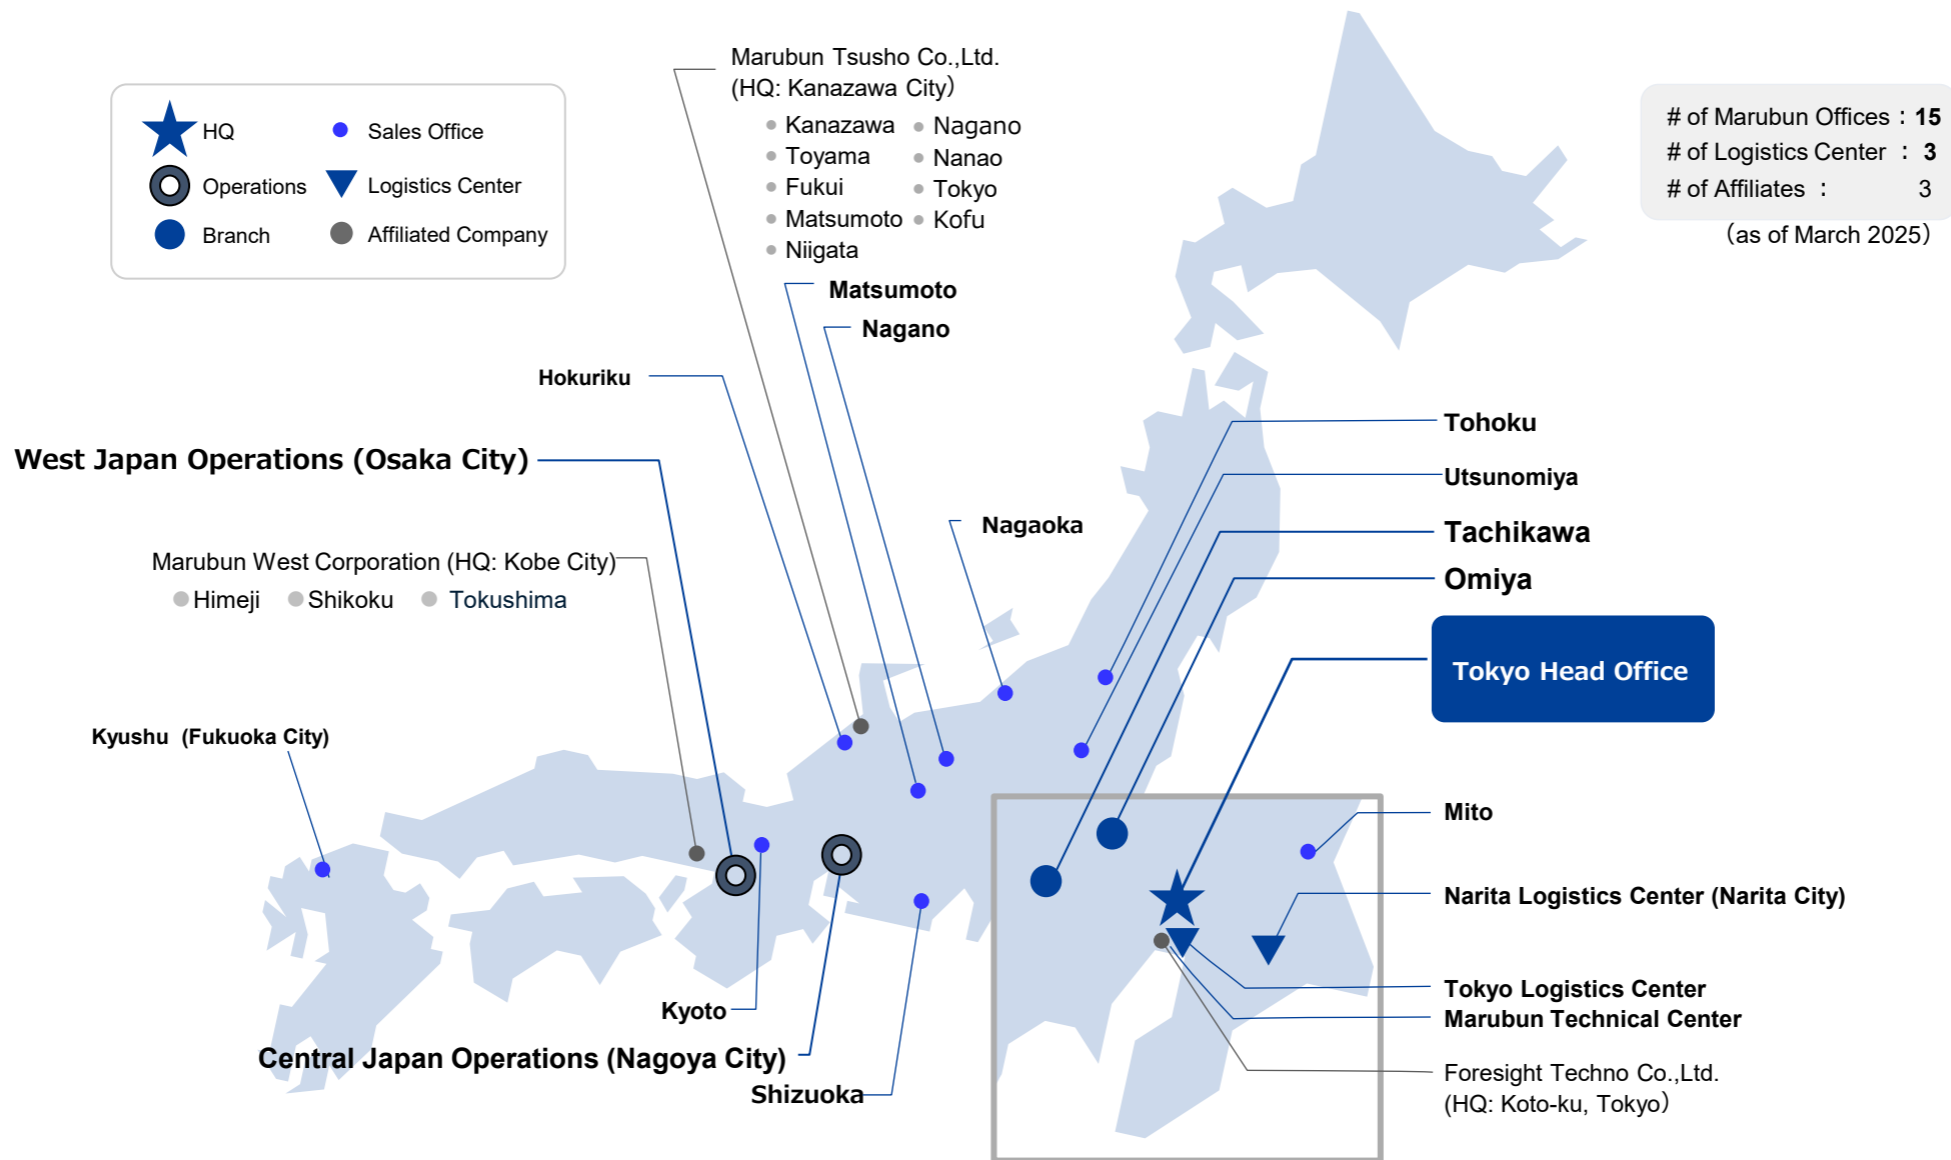 HQ
Sales Office
Operations
Logistics Center
Branch
Affiliated Company
Marubun Tsusho Co.,Ltd.
(HQ: Kanazawa City）
Kanazawa
Toyama
Fukui
Matsumoto
Niigata
Nagano
Nanao
Tokyo
Kofu
# of Marubun Offices：15
# of Logistics Center ：3
# of Affiliates ： 3
（as of March 2025）
Matsumoto
Nagano
Hokuriku
West Japan Operations (Osaka City)
Marubun West Corporation (HQ: Kobe City)
Himeji
Shikoku
Tokushima
Nagaoka
Tohoku
Utsunomiya
Tachikawa
Omiya
Tokyo Head Office
Kyushu (Fukuoka City)
Mito
Narita Logistics Center (Narita City)
Tokyo Logistics Center
Marubun Technical Center
Foresight Techno Co.,Ltd.
(HQ: Koto-ku, Tokyo）
Kyoto
Central Japan Operations (Nagoya City)
Shizuoka